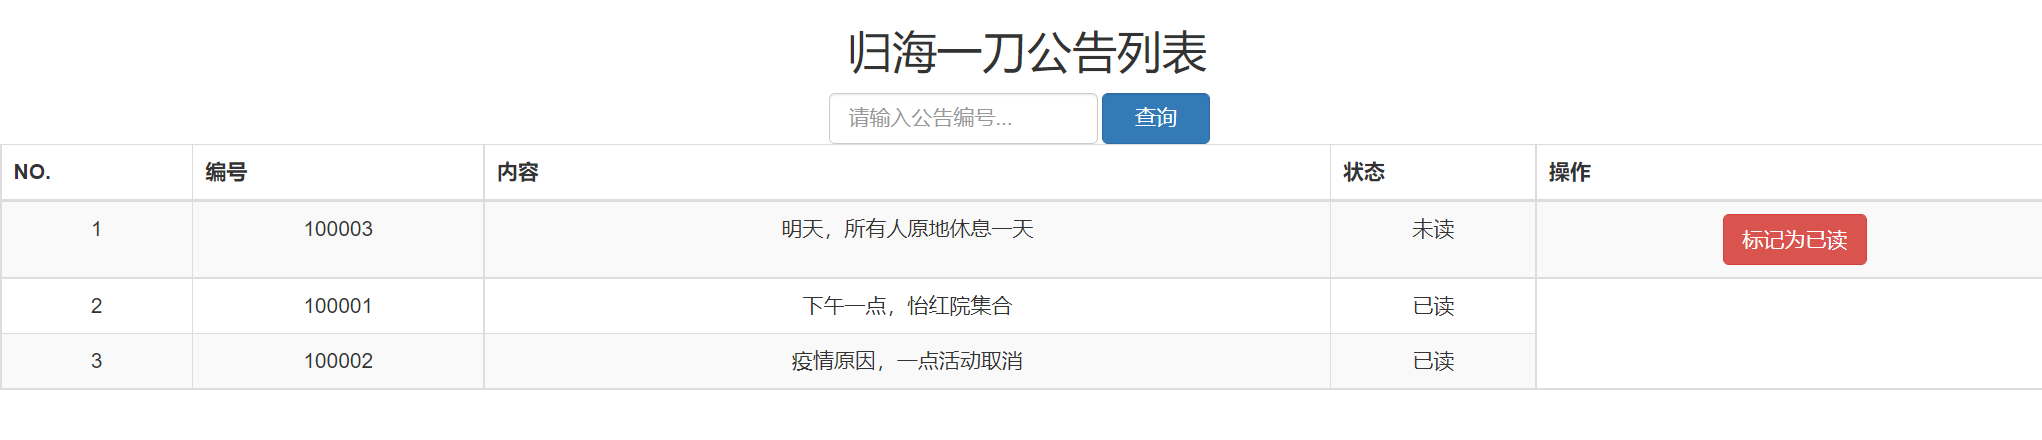 归海一刀公告列表
请输入公告编号... 查询
NO. 编号 内容 状态 操作
1 100003 明天，所有人原地休息一天 未读 标记为已读
2 100001 下午一点，怡红院集合 已读
3 100002 疫情原因，一点活动取消 已读